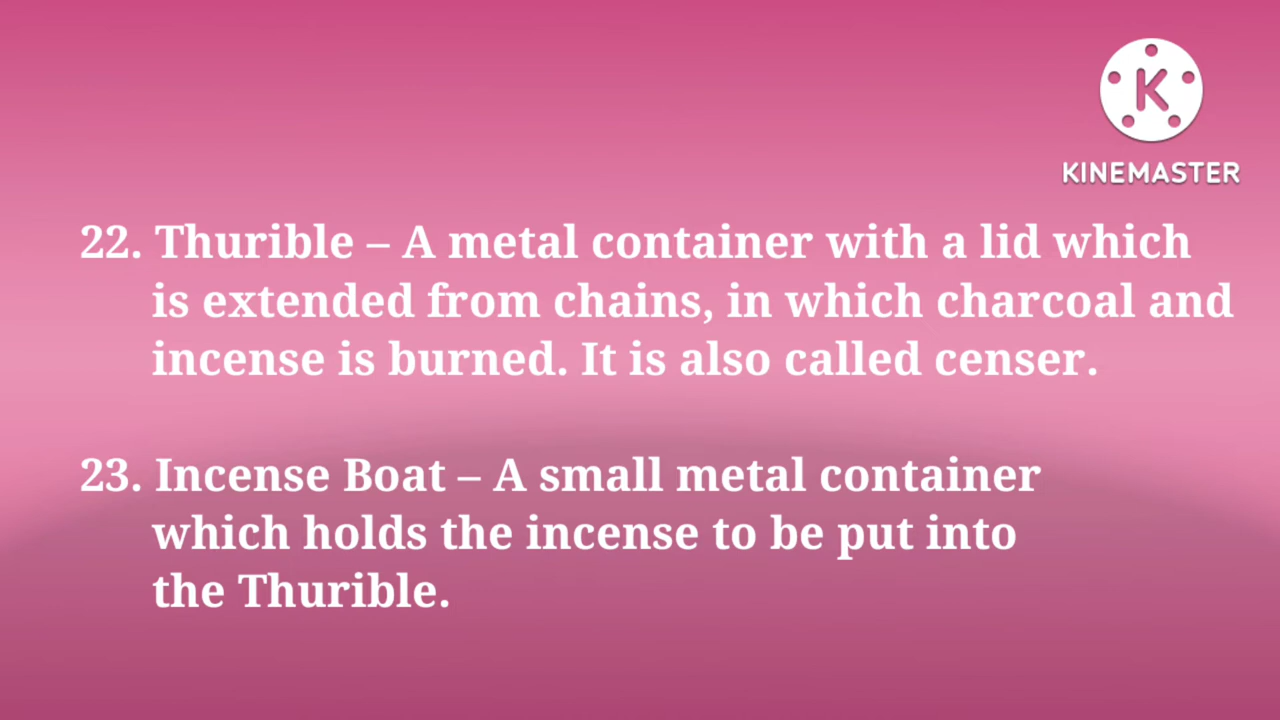 K
KINEMASTER
22. Thurible – A metal container with a lid which
is extended from chains, in which charcoal and
incense is burned. It is also called censer.
23. Incense Boat – A small metal container
which holds the incense to be put into
the Thurible.